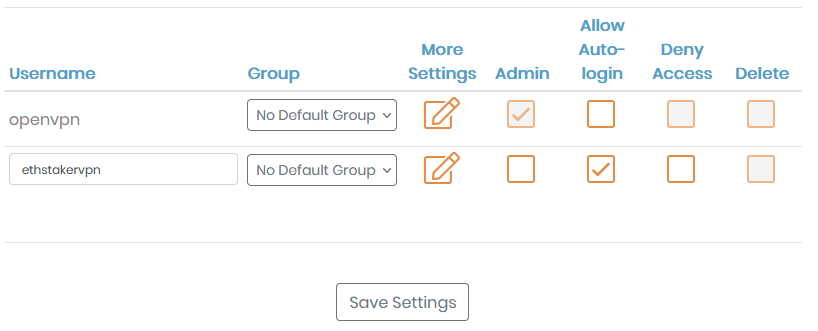 Username Group More Settings Admin Allow Auto-login Deny Access Delete
openvpn No Default Group
ethstakervpn No Default Group
Save Settings